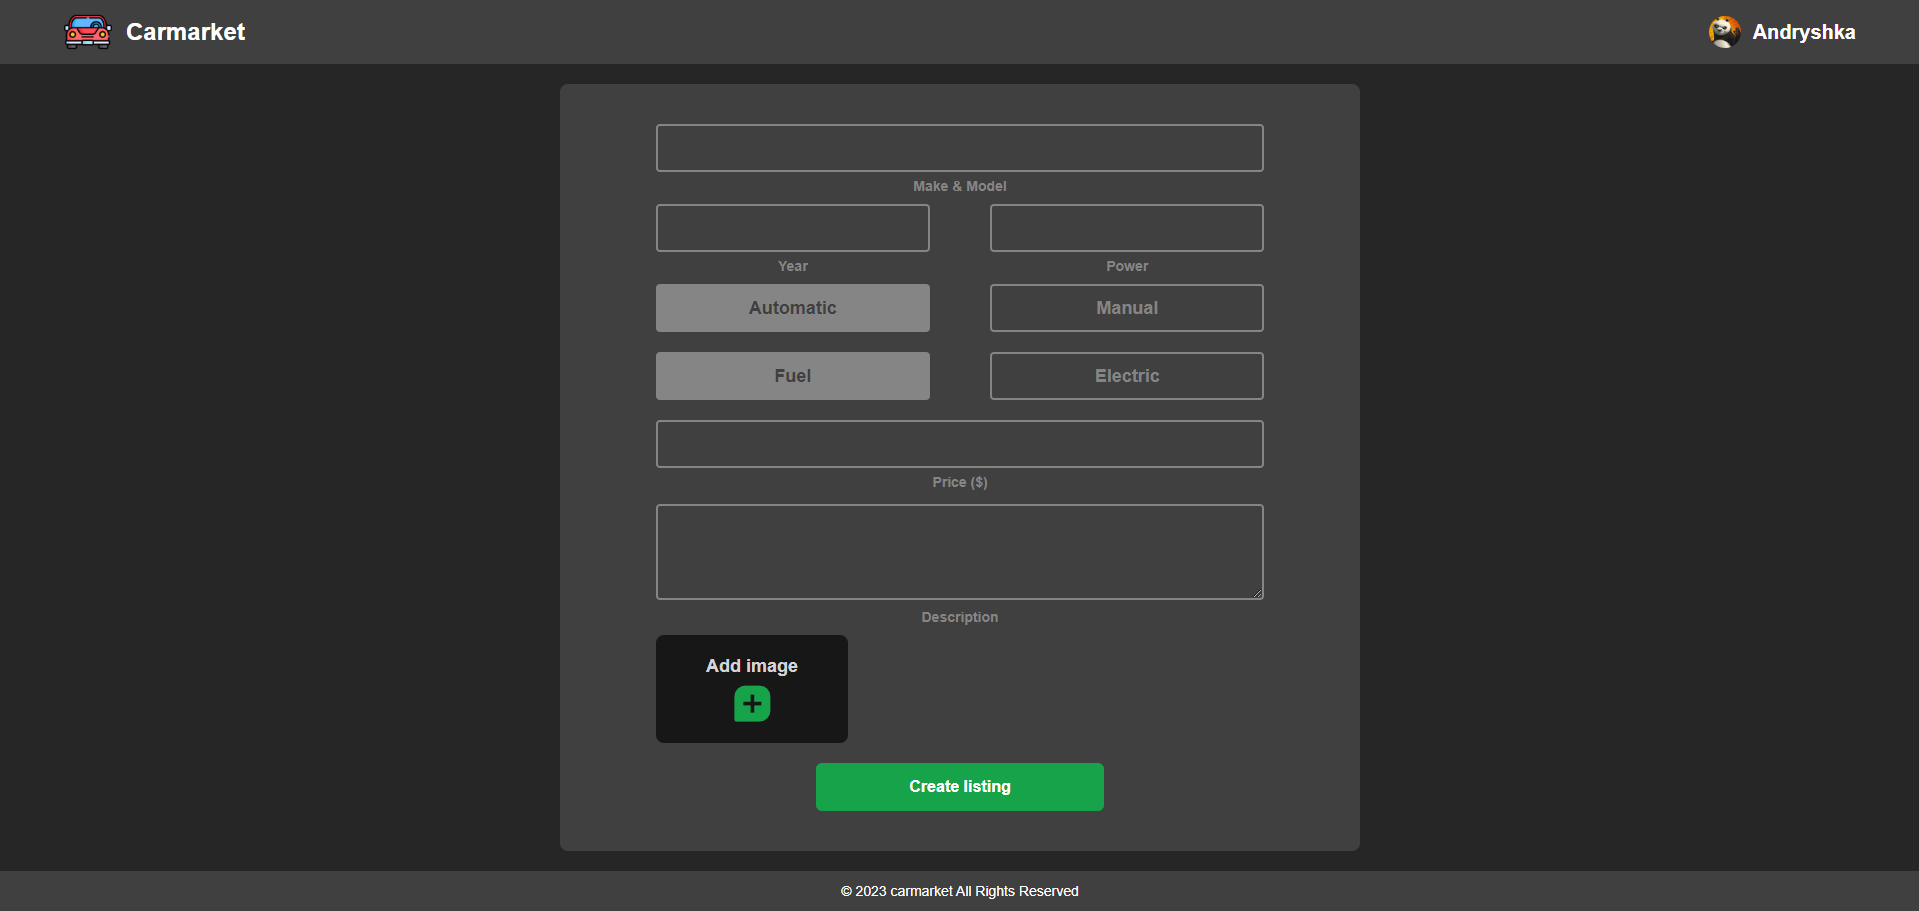 Carmarket
Andryshka
Make & Model
Year
Power
Automatic
Manual
Fuel
Electric
Price ($)
Description
Add image
Create listing
© 2023 carmarket All Rights Reserved